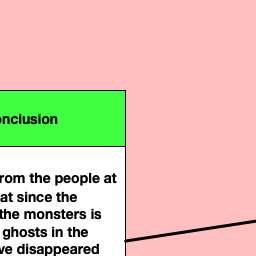 onclusion
rom the people at
at since the
the monsters is
ghosts in the
ve disappeared